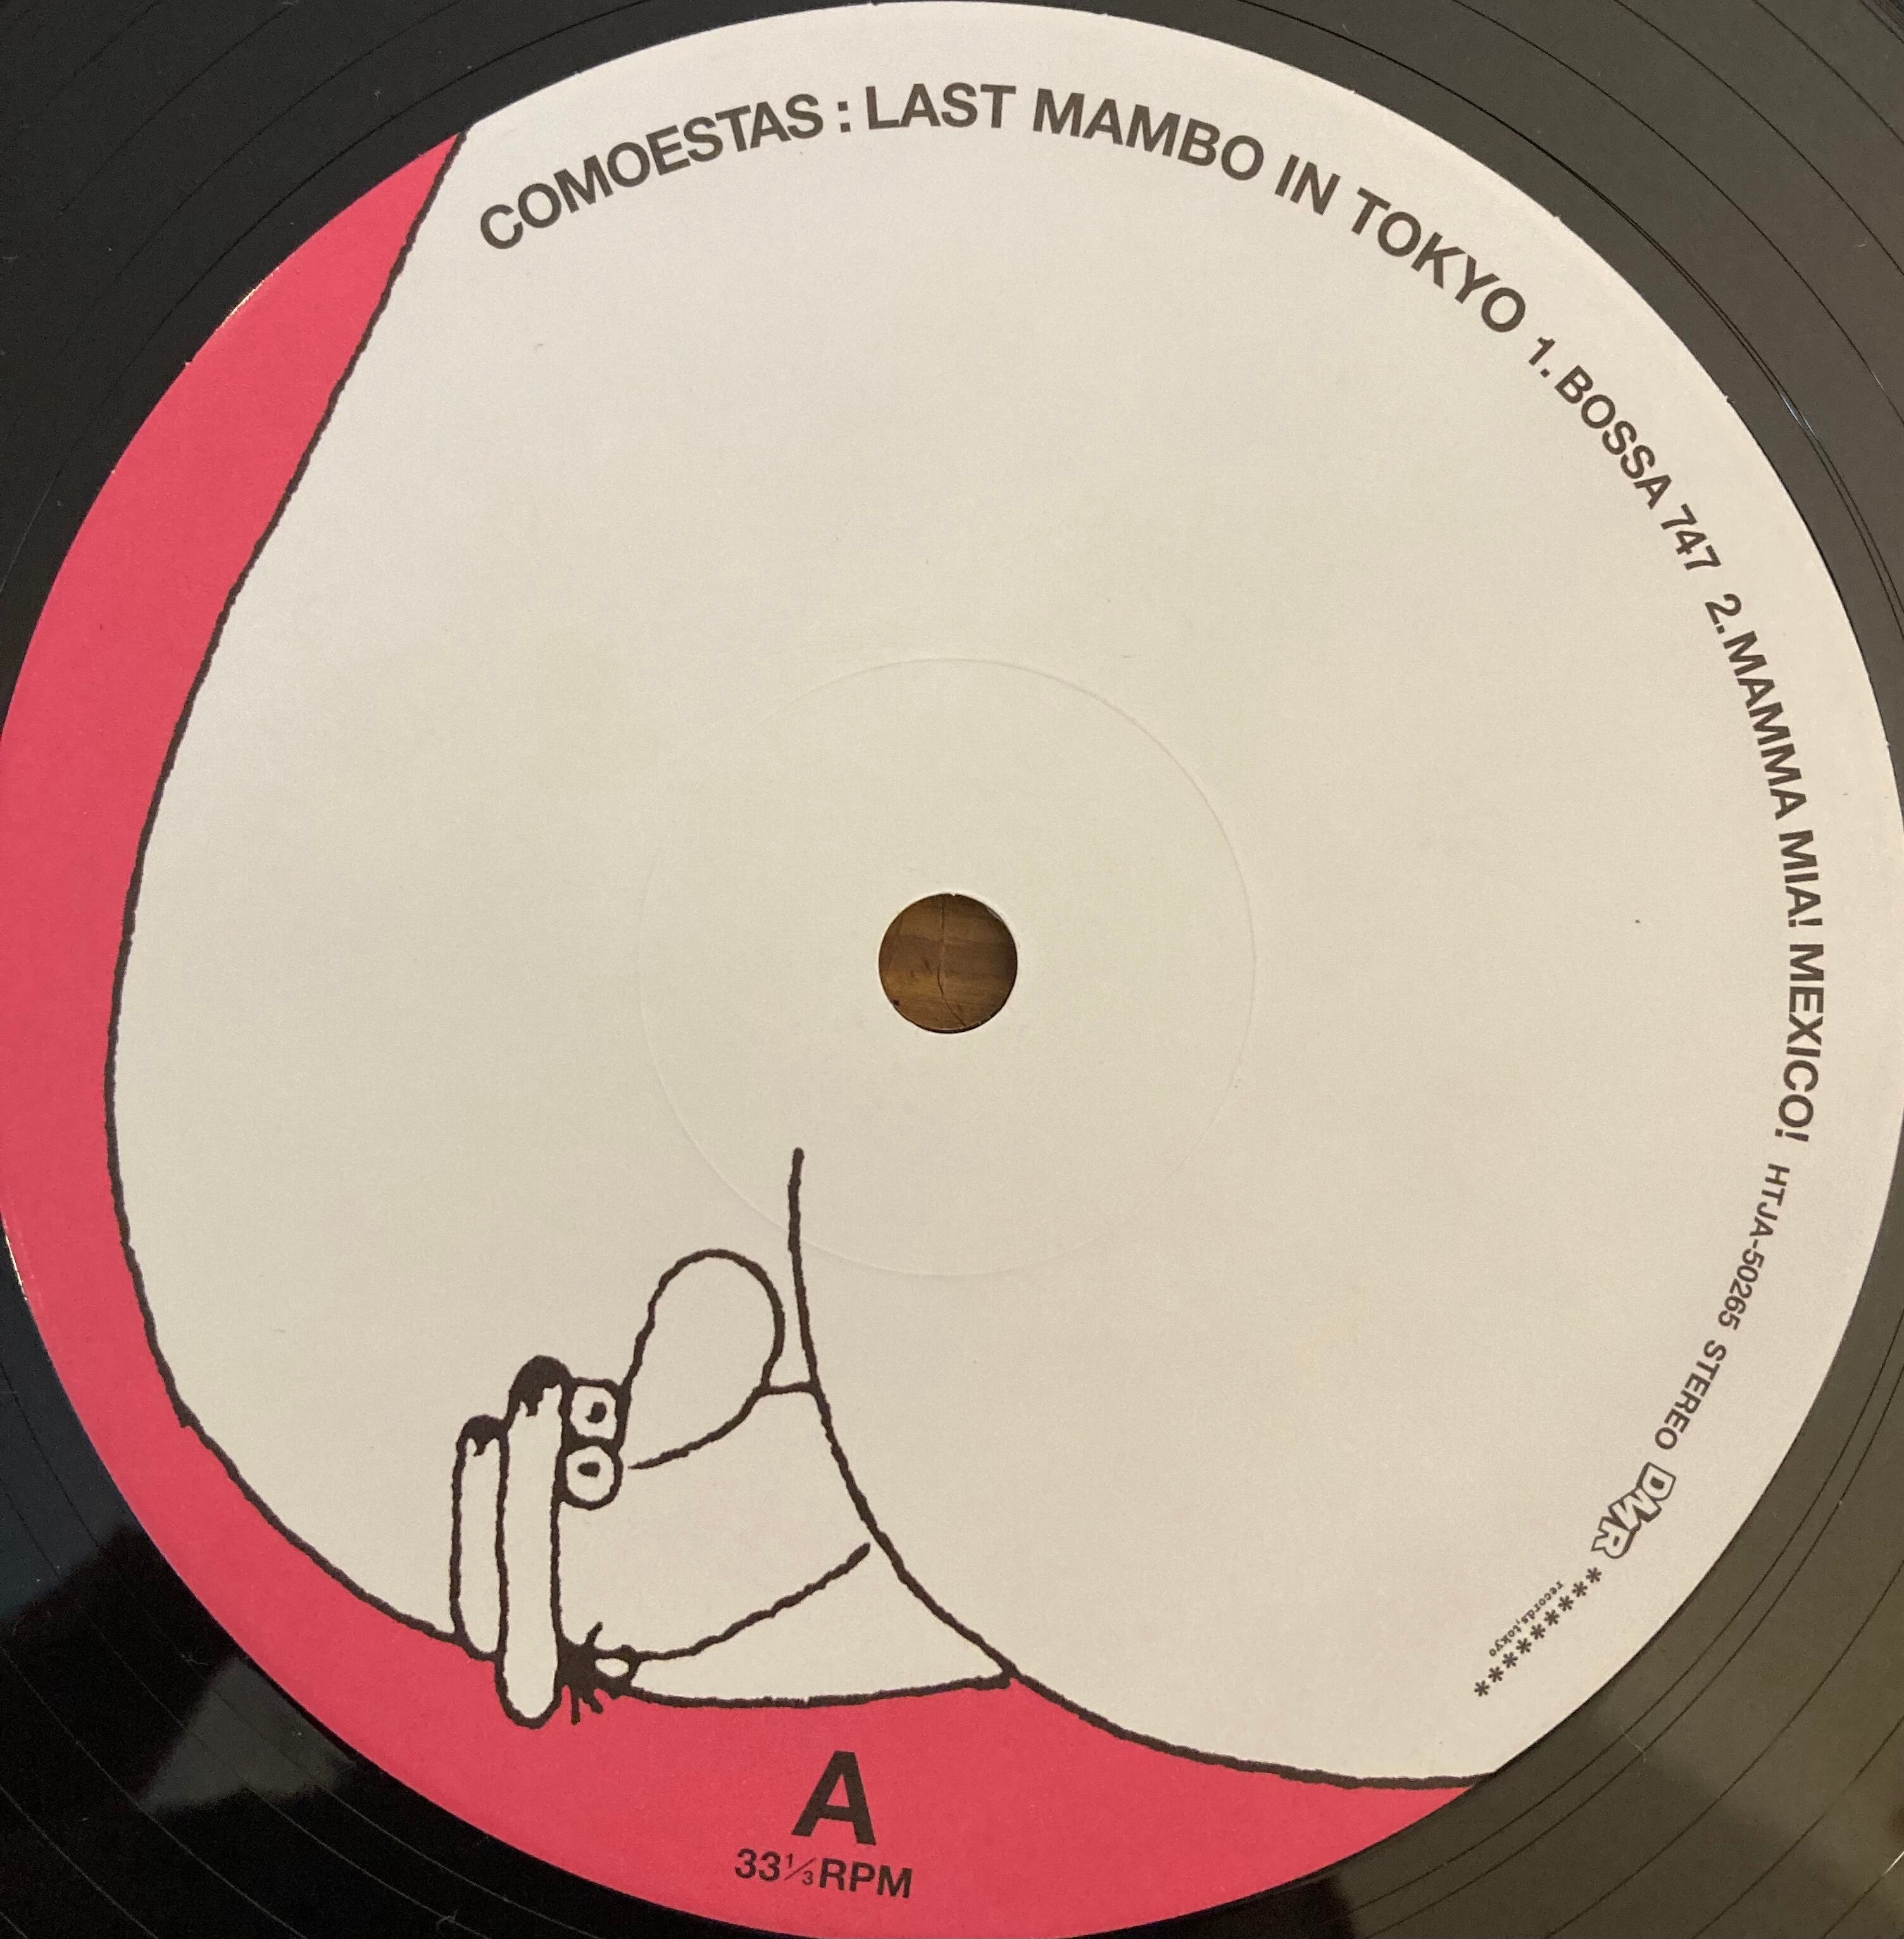 COMOESTAS : LAST MAMBO IN TOKYO 1. BOSSA 747 2. MAMMA MIA! MEXICO! HTJA-50265 STEREO DMR
*********
records,tokyo
A
33⅓RPM